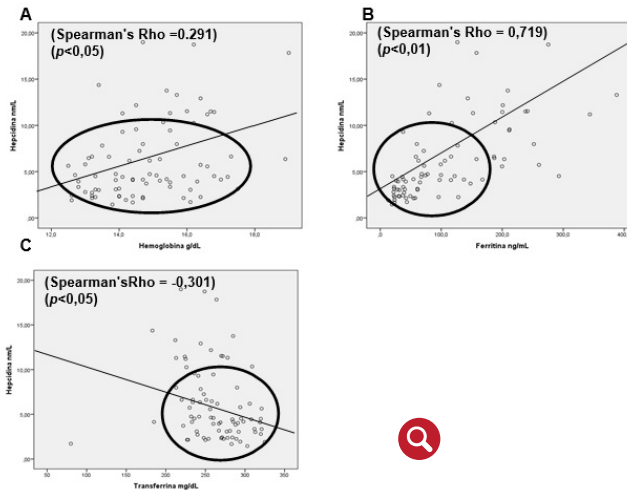 A
(Spearman's Rho =0.291)
(p<0,05)
20,00
15,00
10,00
5,00
,00
Hepcidina nm/L
12,0 14,0 16,0 18,0
Hemoglobina g/dL
B
(Spearman's Rho = 0,719)
(p<0,01)
20,00
15,00
10,00
5,00
,00
Hepcidina nm/L
,0 100,0 200,0 300,0 400,0
Ferritina ng/mL
C
(Spearman'sRho = -0,301)
(p<0,05)
20,00
15,00
10,00
5,00
,00
Hepcidina nm/L
50 100 150 200 250 300 350
Transferrina mg/dL